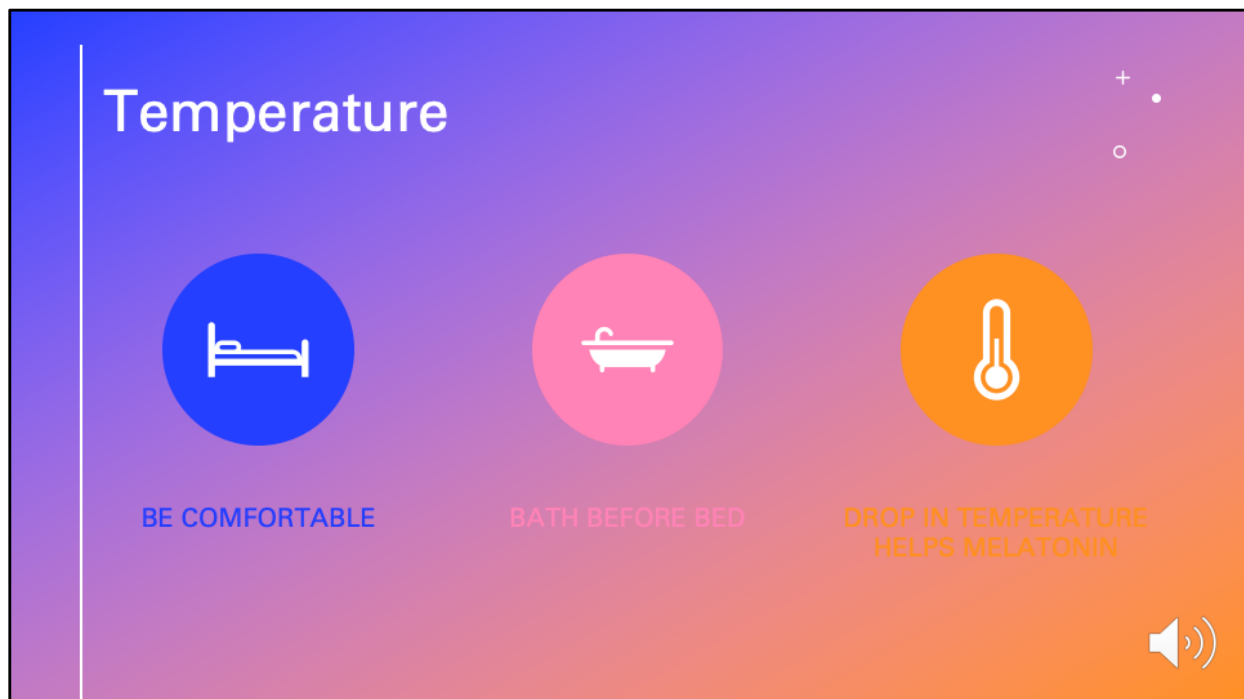 Temperature
BE COMFORTABLE
BATH BEFORE BED
DROP IN TEMPERATURE
HELPS MELATONIN